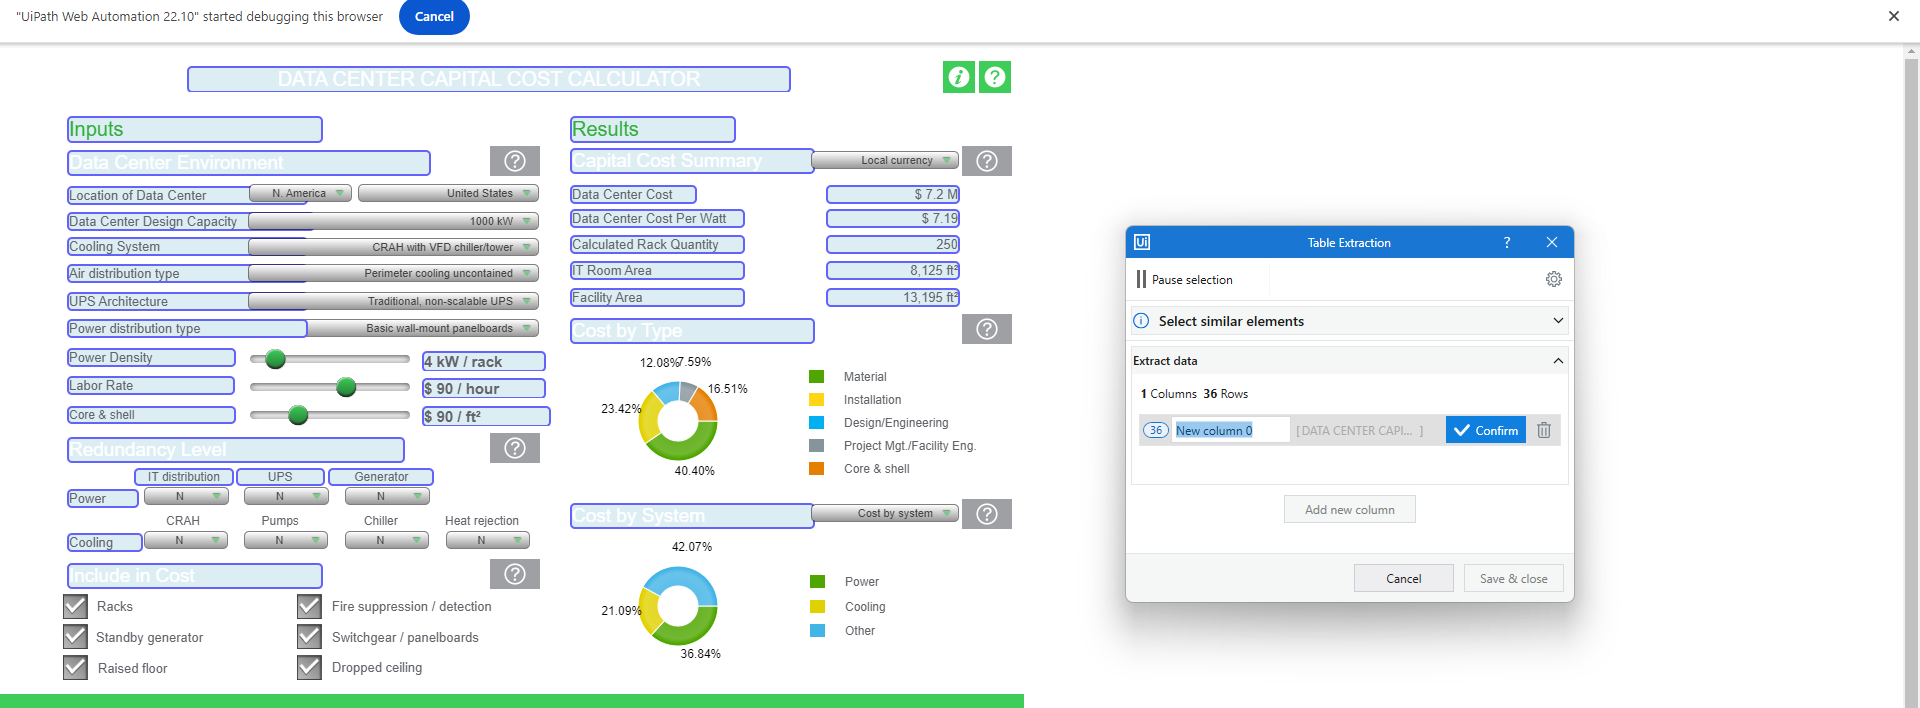 "UiPath Web Automation 22.10" started debugging this browser
Cancel
DATA CENTER CAPITAL COST CALCULATOR
Inputs
Data Center Environment
Location of Data Center N. America United States
Data Center Design Capacity 1000 kW
Cooling System CRAH with VFD chiller/tower
Air distribution type Perimeter cooling uncontained
UPS Architecture Traditional, non-scalable UPS
Power distribution type Basic wall-mount panelboards
Power Density 4 kW / rack
Labor Rate $ 90 / hour
Core & shell $ 90 / ft²
Redundancy Level
IT distribution UPS Generator
Power N N N
CRAH Pumps Chiller Heat rejection
Cooling N N N N
Include in Cost
Racks Fire suppression / detection
Standby generator Switchgear / panelboards
Raised floor Dropped ceiling
Results
Capital Cost Summary Local currency
Data Center Cost $ 7.2 M
Data Center Cost Per Watt $ 7.19
Calculated Rack Quantity 250
IT Room Area 8,125 ft²
Facility Area 13,195 ft²
Cost by Type
12.08% 7.59%
16.51%
23.42%
40.40%
Material
Installation
Design/Engineering
Project Mgt./Facility Eng.
Core & shell
Cost by System Cost by system
42.07%
21.09%
36.84%
Power
Cooling
Other
Ui Table Extraction ?
Pause selection
Select similar elements
Extract data
1 Columns 36 Rows
36 New column 0 [DATA CENTER CAPI... ] Confirm
Add new column
Cancel Save & close